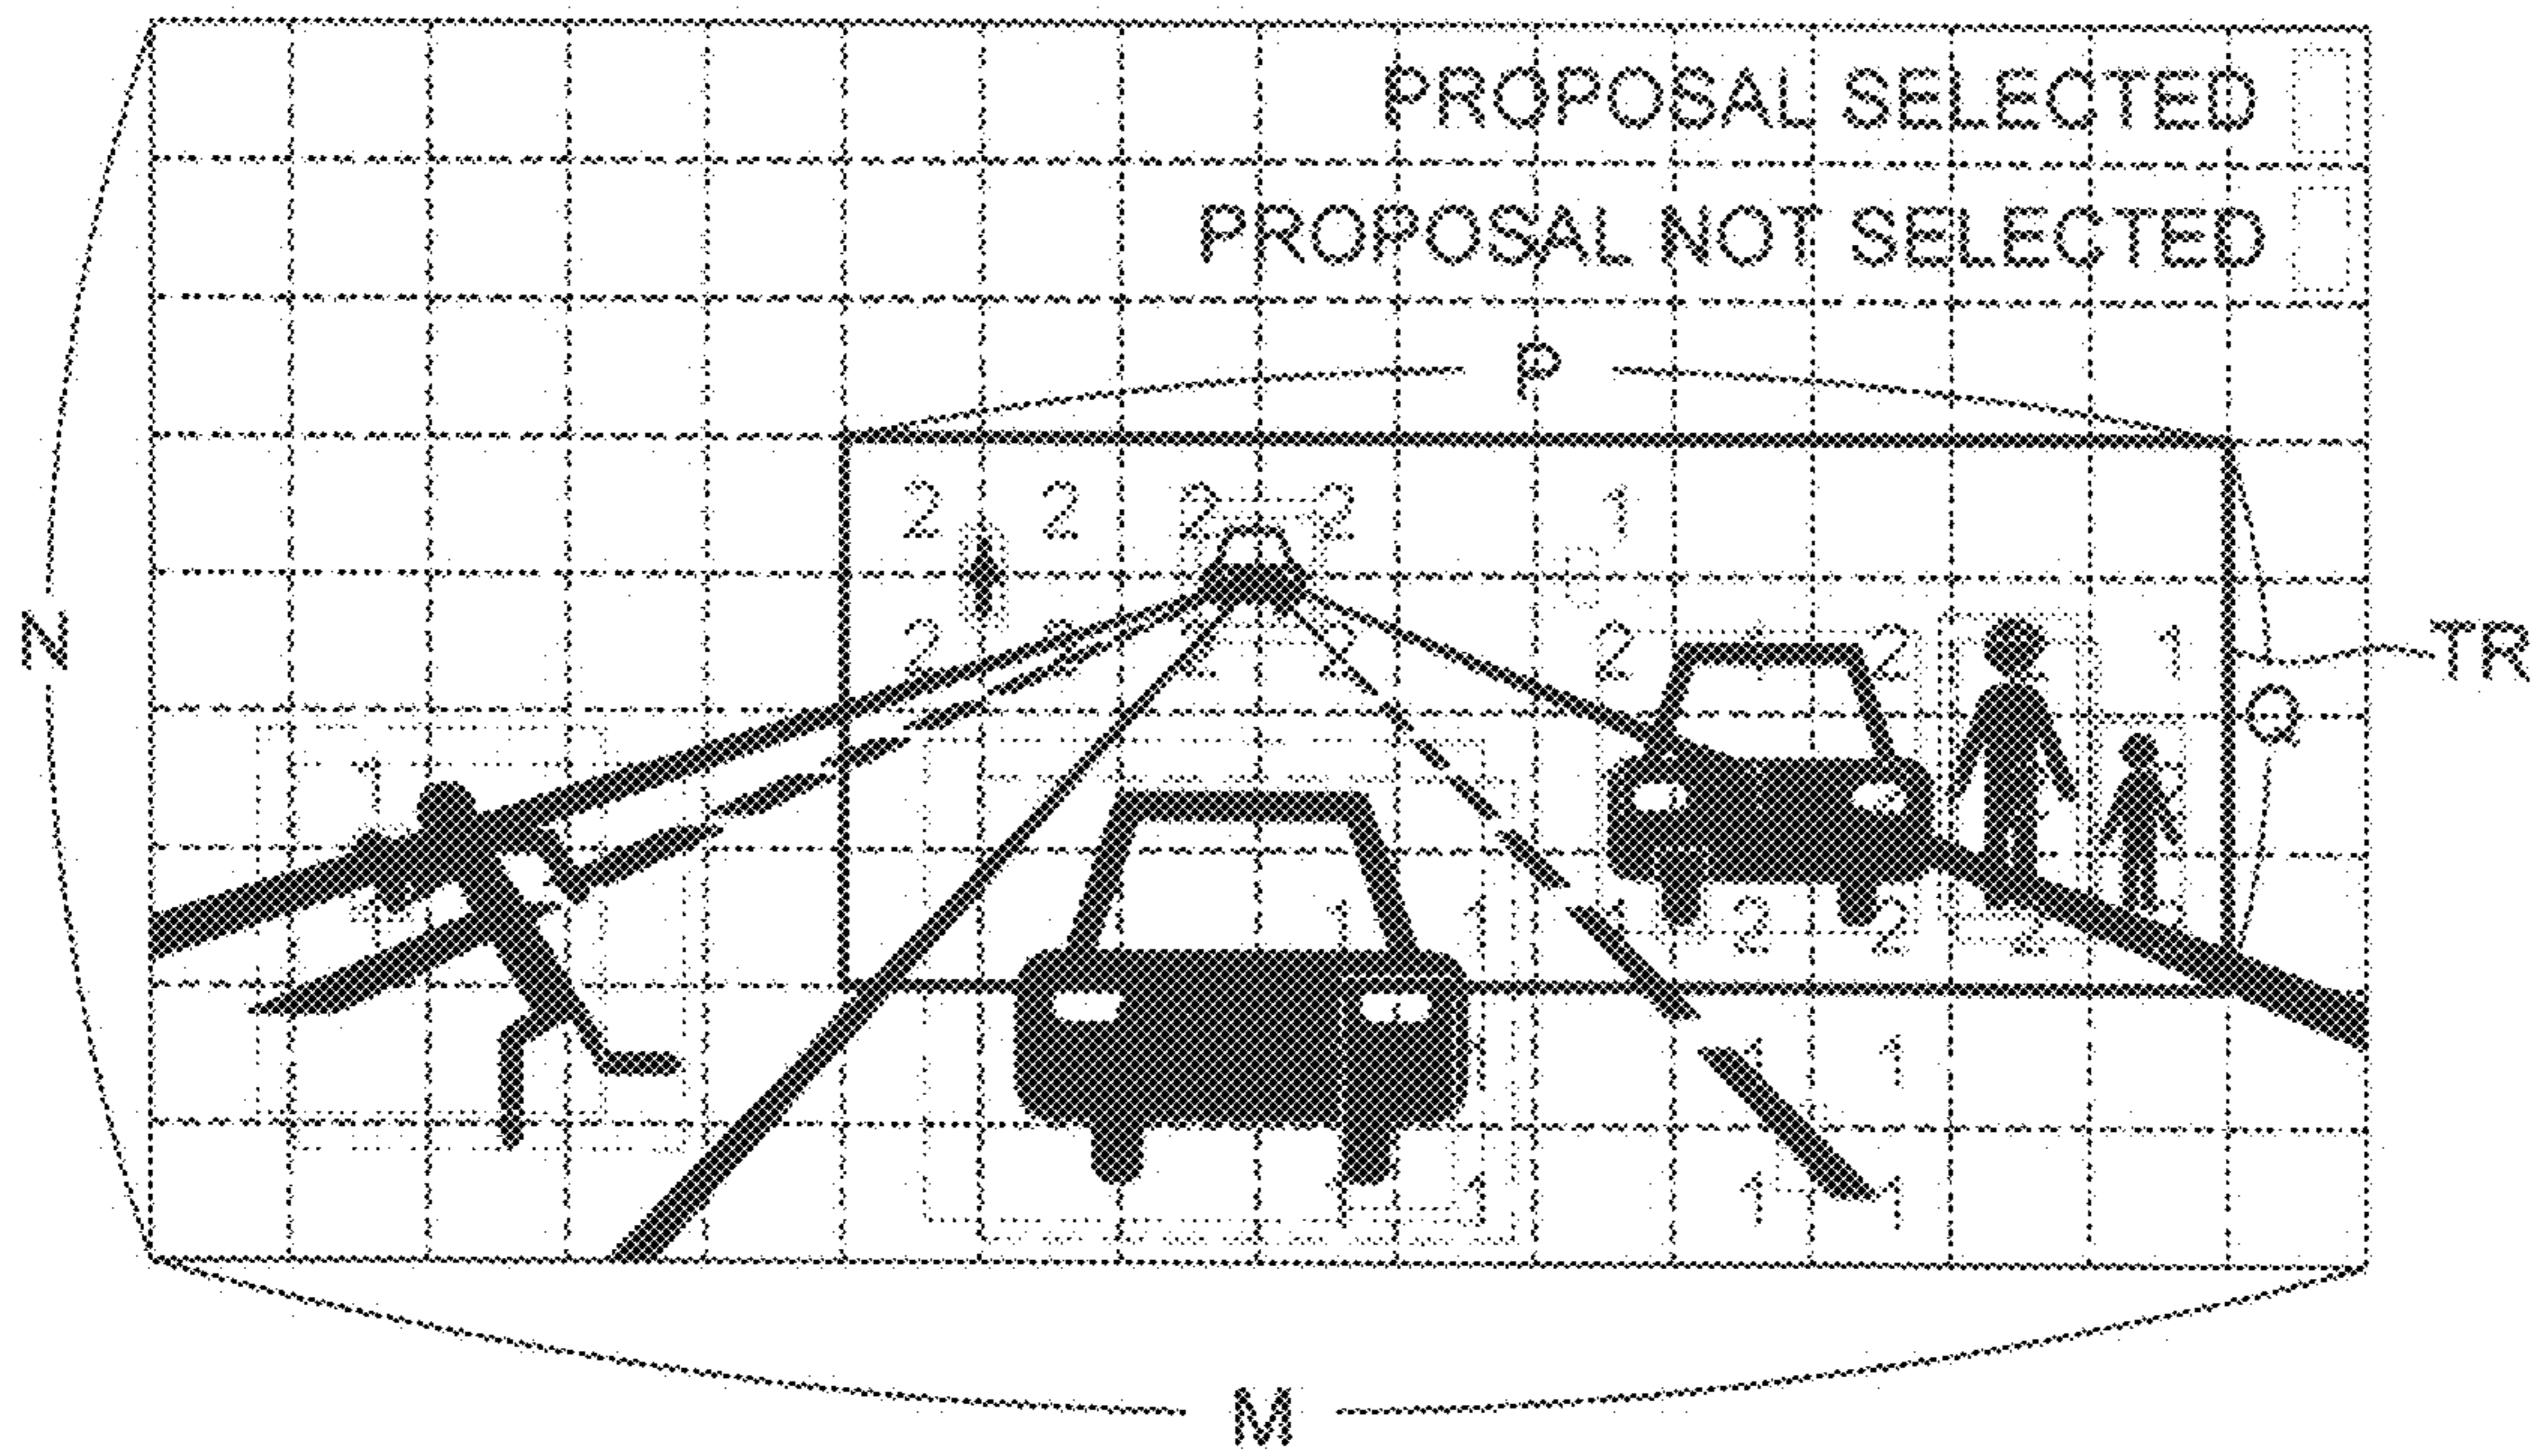 PROPOSAL SELECTED
PROPOSAL NOT SELECTED
P
2 2 2 2 1
N
2 2 2 2 2 1 2 1
TR
Q
1
1 1 1 2 2 2
1 1
1 1 1 1
M